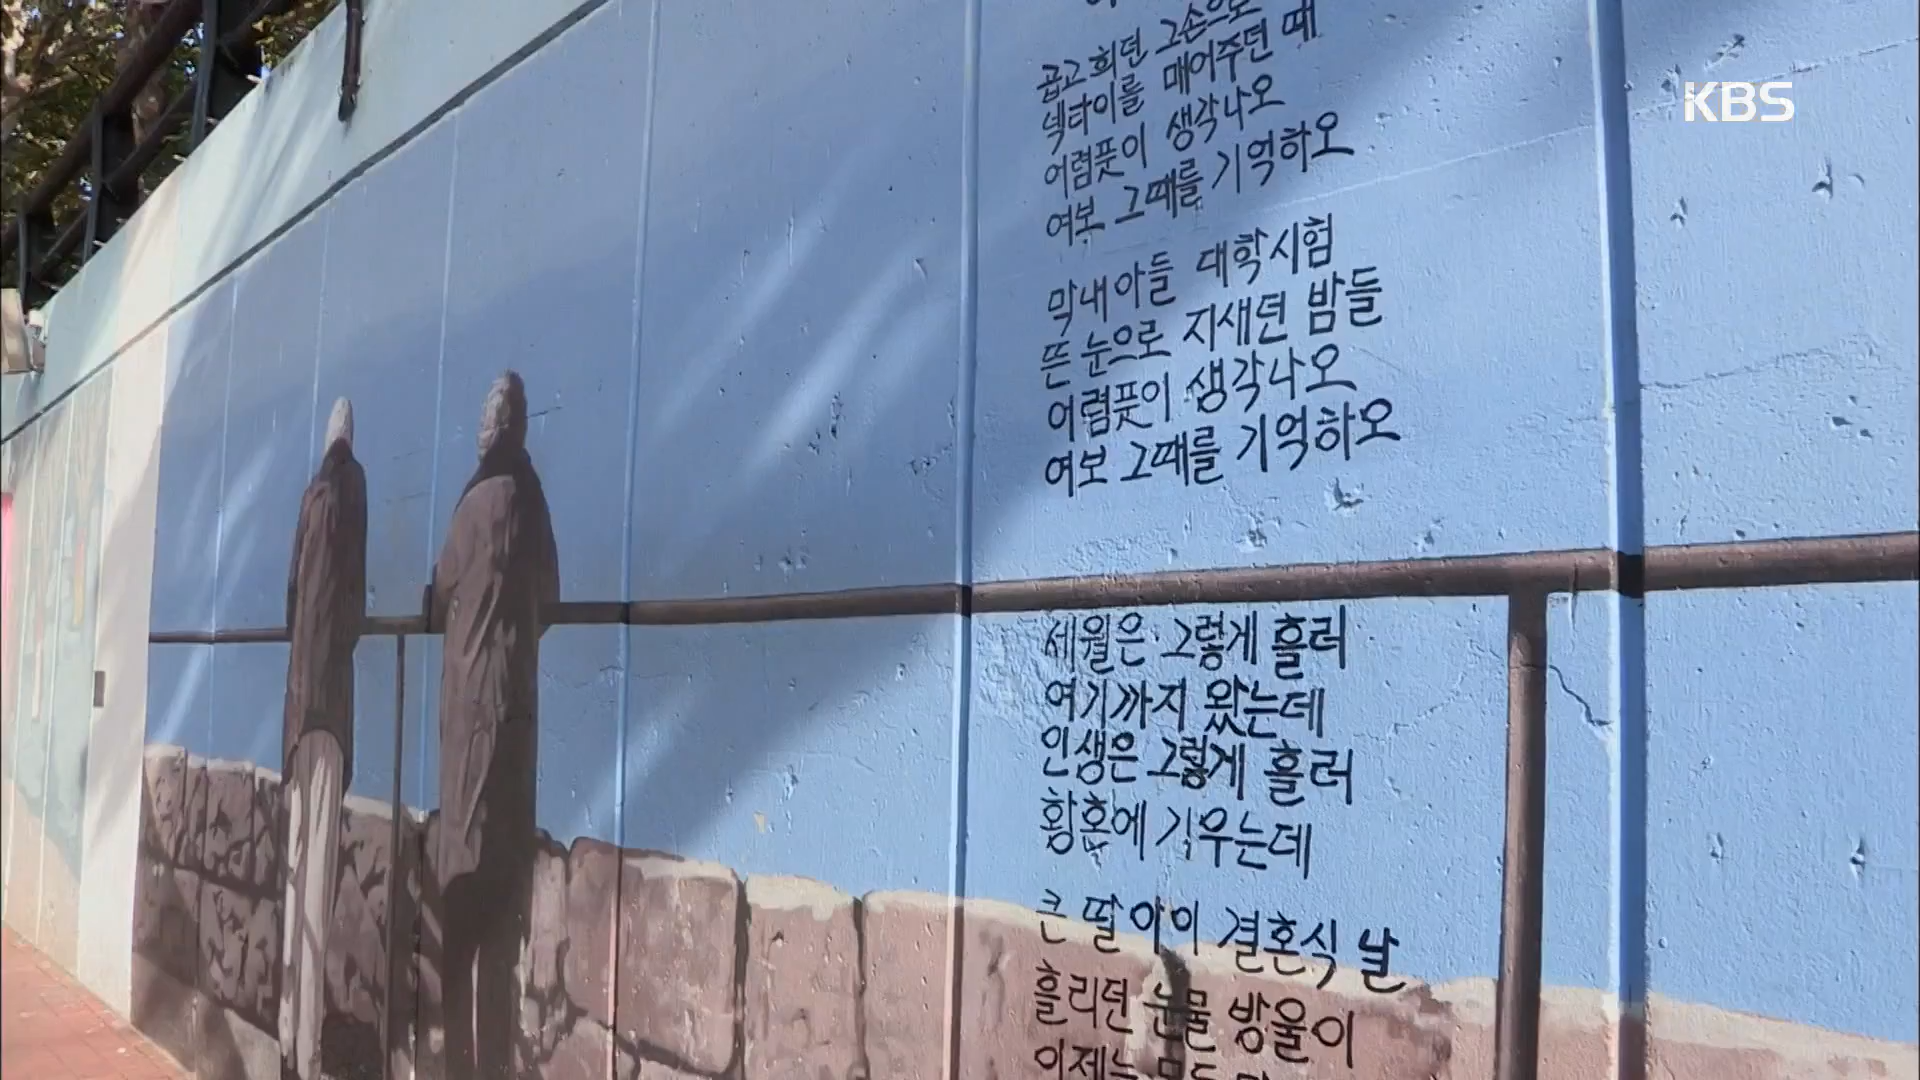 곱고 희던 그손으로
넥타이를 매어주던 때
어렴풋이 생각나오
여보 그때를 기억하오
막내아들 대학시험
뜬 눈으로 지새던 밤들
어렴풋이 생각나오
여보 그때를 기억하오
세월은 그렇게 흘러
여기까지 왔는데
인생은 그렇게 흘러
황혼에 기우는데
큰 딸아이 결혼식 날
흘리던 눈물 방울이
이제는 모두
KBS